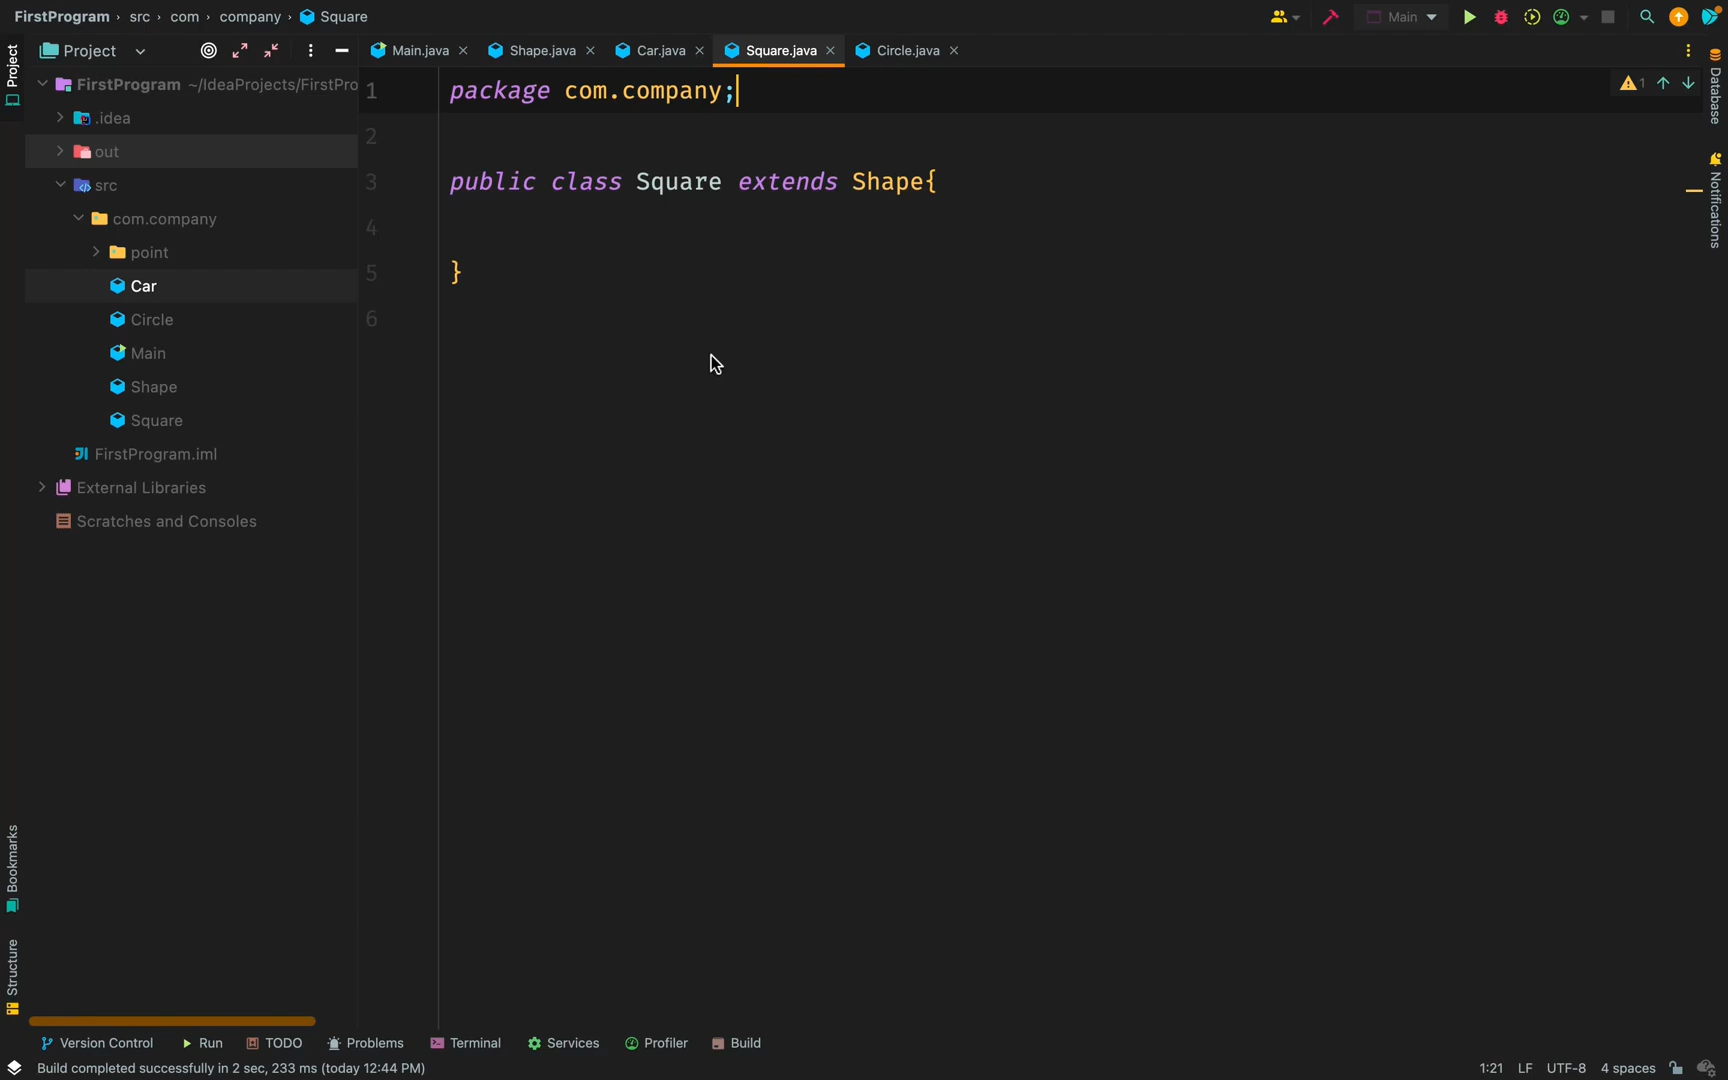 FirstProgram › src › com › company › Square
Main
Project
Main.java
Shape.java
Car.java
Square.java
Circle.java
Project
FirstProgram ~/IdeaProjects/FirstPro
.idea
out
src
com.company
point
Car
Circle
Main
Shape
Square
FirstProgram.iml
External Libraries
Scratches and Consoles
1 package com.company;
2
3 public class Square extends Shape{
4
5 }
6
1
Database
Notifications
Bookmarks
Structure
Version Control
Run
TODO
Problems
Terminal
Services
Profiler
Build
Build completed successfully in 2 sec, 233 ms (today 12:44 PM)
1:21 LF UTF-8 4 spaces